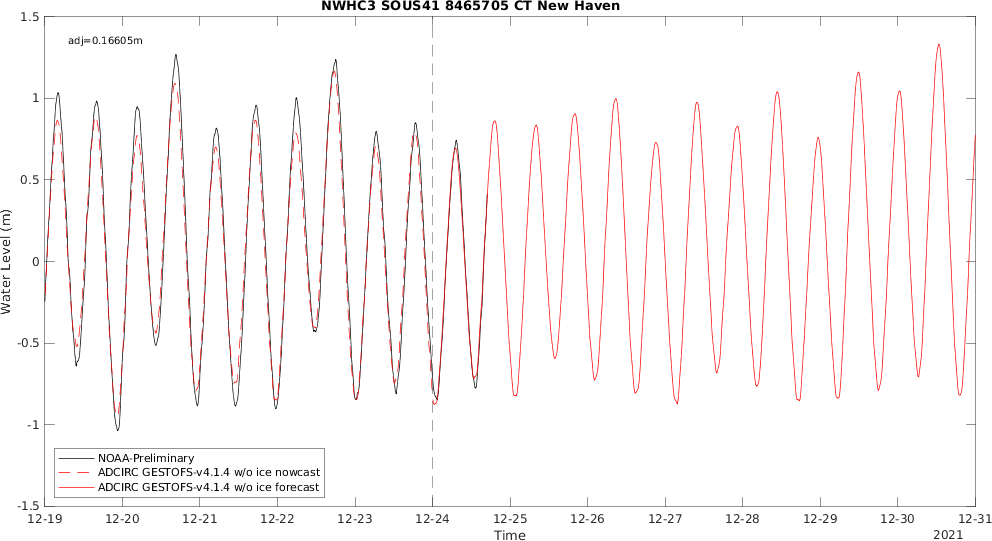 NWHC3 SOUS41 8465705 CT New Haven
adj=0.16605m
1.5
1
0.5
0
-0.5
-1
-1.5
Water Level (m)
NOAA-Preliminary
ADCIRC GESTOFS-v4.1.4 w/o ice nowcast
ADCIRC GESTOFS-v4.1.4 w/o ice forecast
12-19 12-20 12-21 12-22 12-23 12-24 12-25 12-26 12-27 12-28 12-29 12-30 12-31
Time
2021